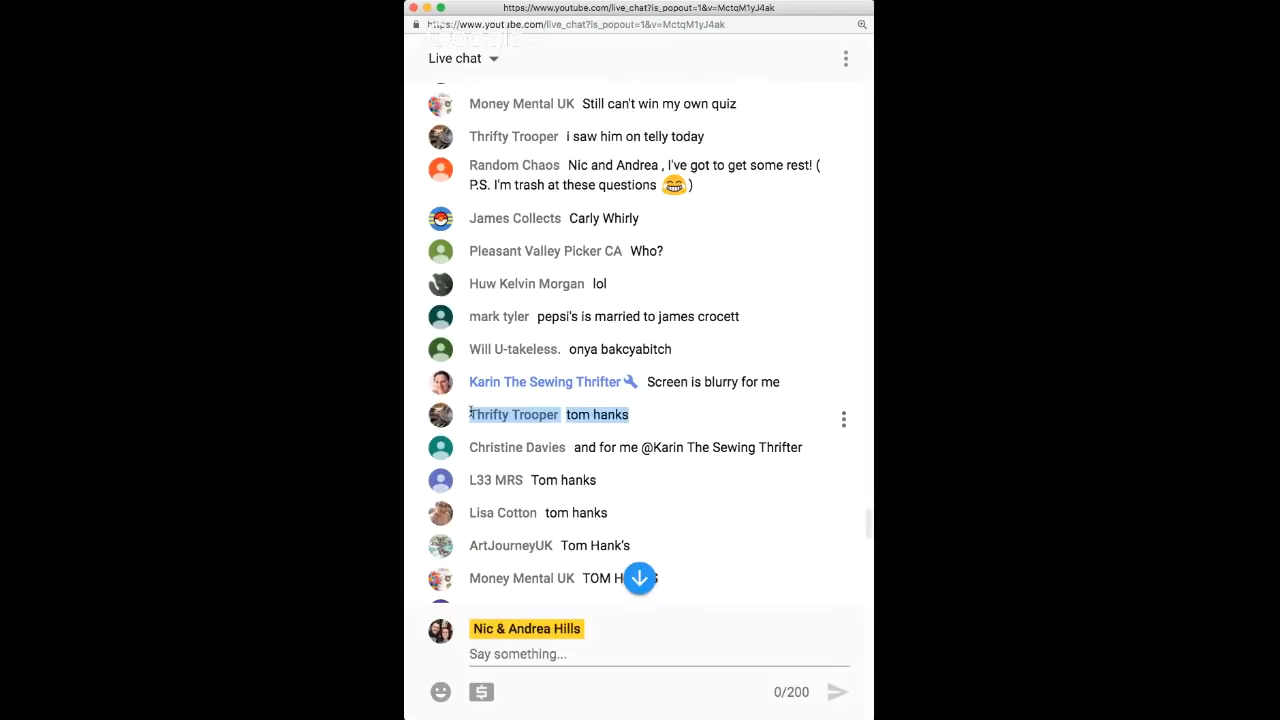 https://www.youtube.com/live_chat?is_popout=1&v=MctqM1yJ4ak
https://www.youtube.com/live_chat?is_popout=1&v=MctqM1yJ4ak
Google
Live chat
Money Mental UK Still can't win my own quiz
Thrifty Trooper i saw him on telly today
Random Chaos Nic and Andrea , I've got to get some rest! (
P.S. I'm trash at these questions 😁 )
James Collects Carly Whirly
Pleasant Valley Picker CA Who?
Huw Kelvin Morgan lol
mark tyler pepsi's is married to james crocett
Will U-takeless. onya bakcyabitch
Karin The Sewing Thrifter Screen is blurry for me
Thrifty Trooper tom hanks
Christine Davies and for me @Karin The Sewing Thrifter
L33 MRS Tom hanks
Lisa Cotton tom hanks
ArtJourneyUK Tom Hank's
Money Mental UK TOM
Nic & Andrea Hills
Say something...
0/200